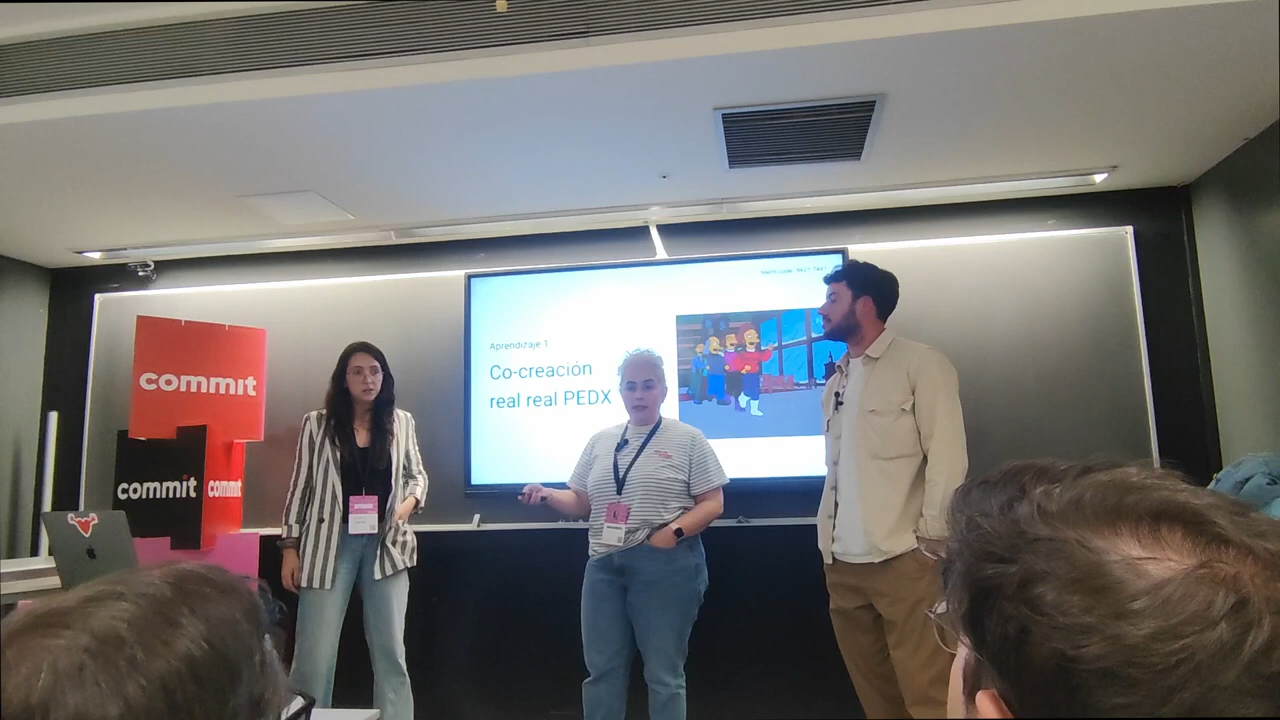 commit
commit
commit
Aprendizaje 1
Co-creación
real real PEDX